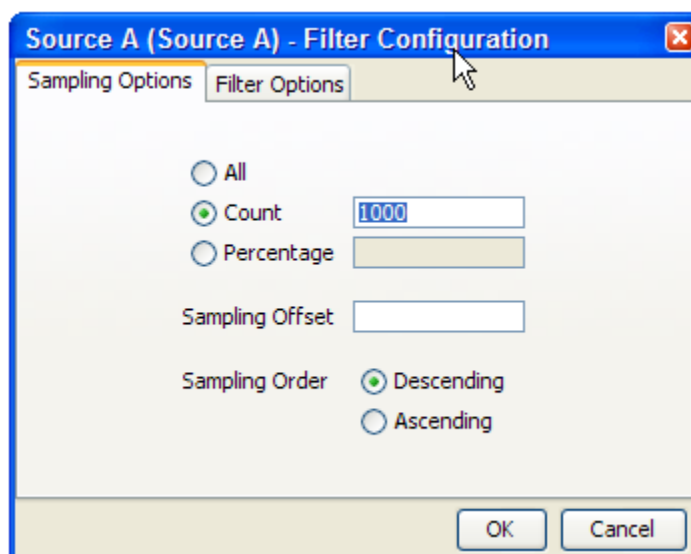 Source A (Source A) - Filter Configuration
Sampling Options Filter Options
All
Count 1000
Percentage
Sampling Offset
Sampling Order Descending
Ascending
OK Cancel